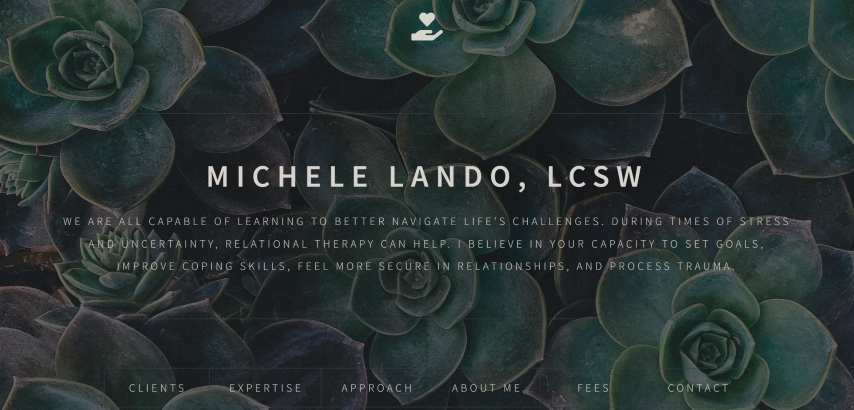 MICHELE LANDO, LCSW
WE ARE ALL CAPABLE OF LEARNING TO BETTER NAVIGATE LIFE'S CHALLENGES. DURING TIMES OF STRESS
AND UNCERTAINTY, RELATIONAL THERAPY CAN HELP. I BELIEVE IN YOUR CAPACITY TO SET GOALS,
IMPROVE COPING SKILLS, FEEL MORE SECURE IN RELATIONSHIPS, AND PROCESS TRAUMA.
CLIENTS EXPERTISE APPROACH ABOUT ME FEES CONTACT